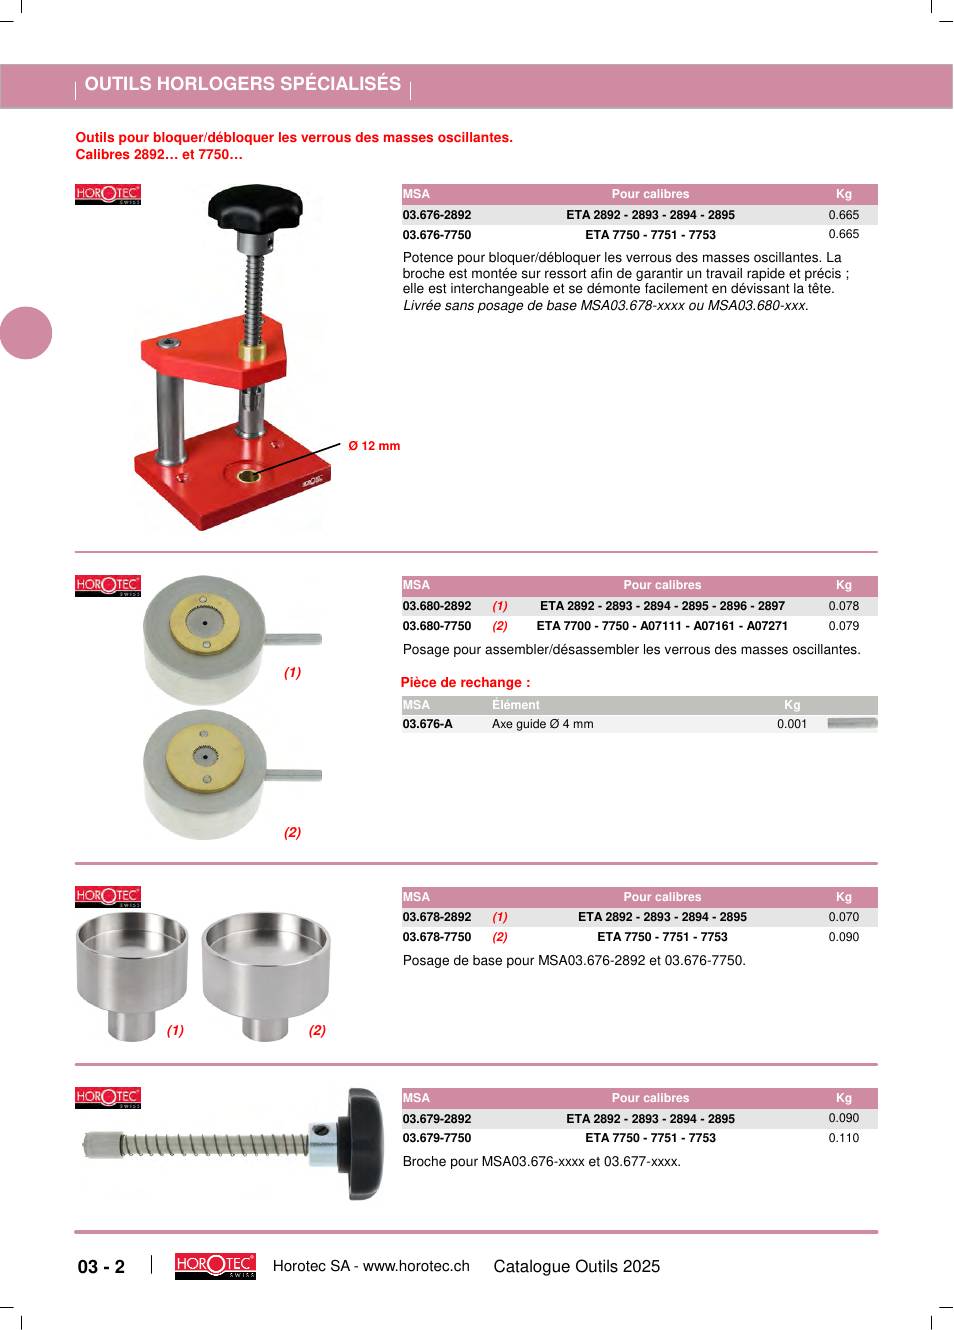 OUTILS HORLOGERS SPÉCIALISÉS
Outils pour bloquer/débloquer les verrous des masses oscillantes.
Calibres 2892… et 7750…
HOROTEC®
SWISS
MSA Pour calibres Kg
03.676-2892 ETA 2892 - 2893 - 2894 - 2895 0.665
03.676-7750 ETA 7750 - 7751 - 7753 0.665
Potence pour bloquer/débloquer les verrous des masses oscillantes. La
broche est montée sur ressort afin de garantir un travail rapide et précis ;
elle est interchangeable et se démonte facilement en dévissant la tête.
Livrée sans posage de base MSA03.678-xxxx ou MSA03.680-xxx.
Ø 12 mm
HOROTEC
HOROTEC®
SWISS
MSA Pour calibres Kg
03.680-2892 (1) ETA 2892 - 2893 - 2894 - 2895 - 2896 - 2897 0.078
03.680-7750 (2) ETA 7700 - 7750 - A07111 - A07161 - A07271 0.079
Posage pour assembler/désassembler les verrous des masses oscillantes.
(1)
Pièce de rechange :
MSA Élément Kg
03.676-A Axe guide Ø 4 mm 0.001
(2)
HOROTEC®
SWISS
MSA Pour calibres Kg
03.678-2892 (1) ETA 2892 - 2893 - 2894 - 2895 0.070
03.678-7750 (2) ETA 7750 - 7751 - 7753 0.090
Posage de base pour MSA03.676-2892 et 03.676-7750.
(1) (2)
HOROTEC®
SWISS
MSA Pour calibres Kg
03.679-2892 ETA 2892 - 2893 - 2894 - 2895 0.090
03.679-7750 ETA 7750 - 7751 - 7753 0.110
Broche pour MSA03.676-xxxx et 03.677-xxxx.
03 - 2 HOROTEC® SWISS Horotec SA - www.horotec.ch Catalogue Outils 2025